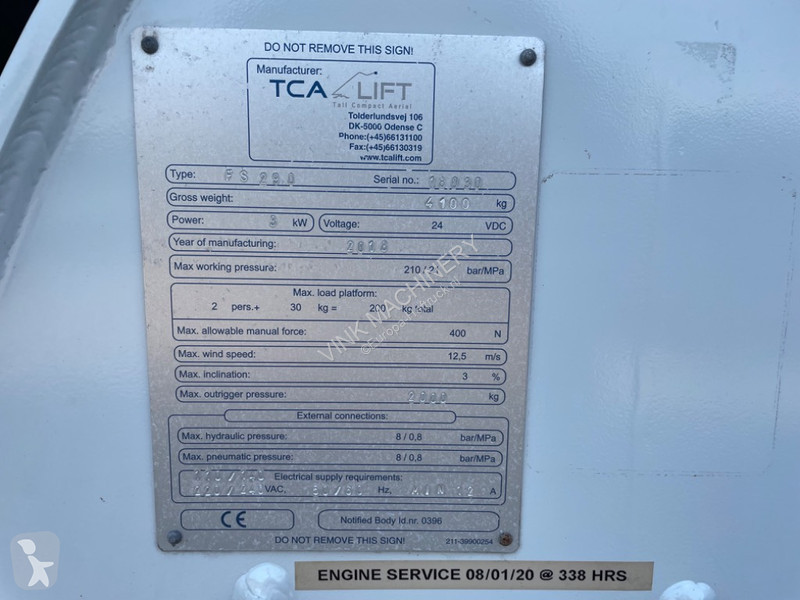 DO NOT REMOVE THIS SIGN!
Manufacturer:
TCA LIFT
Tall Compact Aerial
Tolderlundsvej 106
DK-5000 Odense C
Phone:(+45)66131100
Fax:(+45)66130319
www.tcalift.com
Type: Serial no.:
Gross weight: 4100 kg
Power: 3 kW Voltage: 24 VDC
Year of manufacturing:
Max working pressure: 210 / 21 bar/MPa
Max. load platform:
2 pers.+ 30 kg = 200 kg total
Max. allowable manual force: 400 N
Max. wind speed: 12,5 m/s
Max. inclination: 3 %
Max. outrigger pressure: kg
External connections:
Max. hydraulic pressure: 8 / 0,8 bar/MPa
Max. pneumatic pressure: 8 / 0,8 bar/MPa
Electrical supply requirements:
VAC, Hz, MIN 12 A
CE Notified Body Id.nr. 0396
DO NOT REMOVE THIS SIGN! 211-39900254
VINK MACHINERY
ENGINE SERVICE 08/01/20 @ 338 HRS